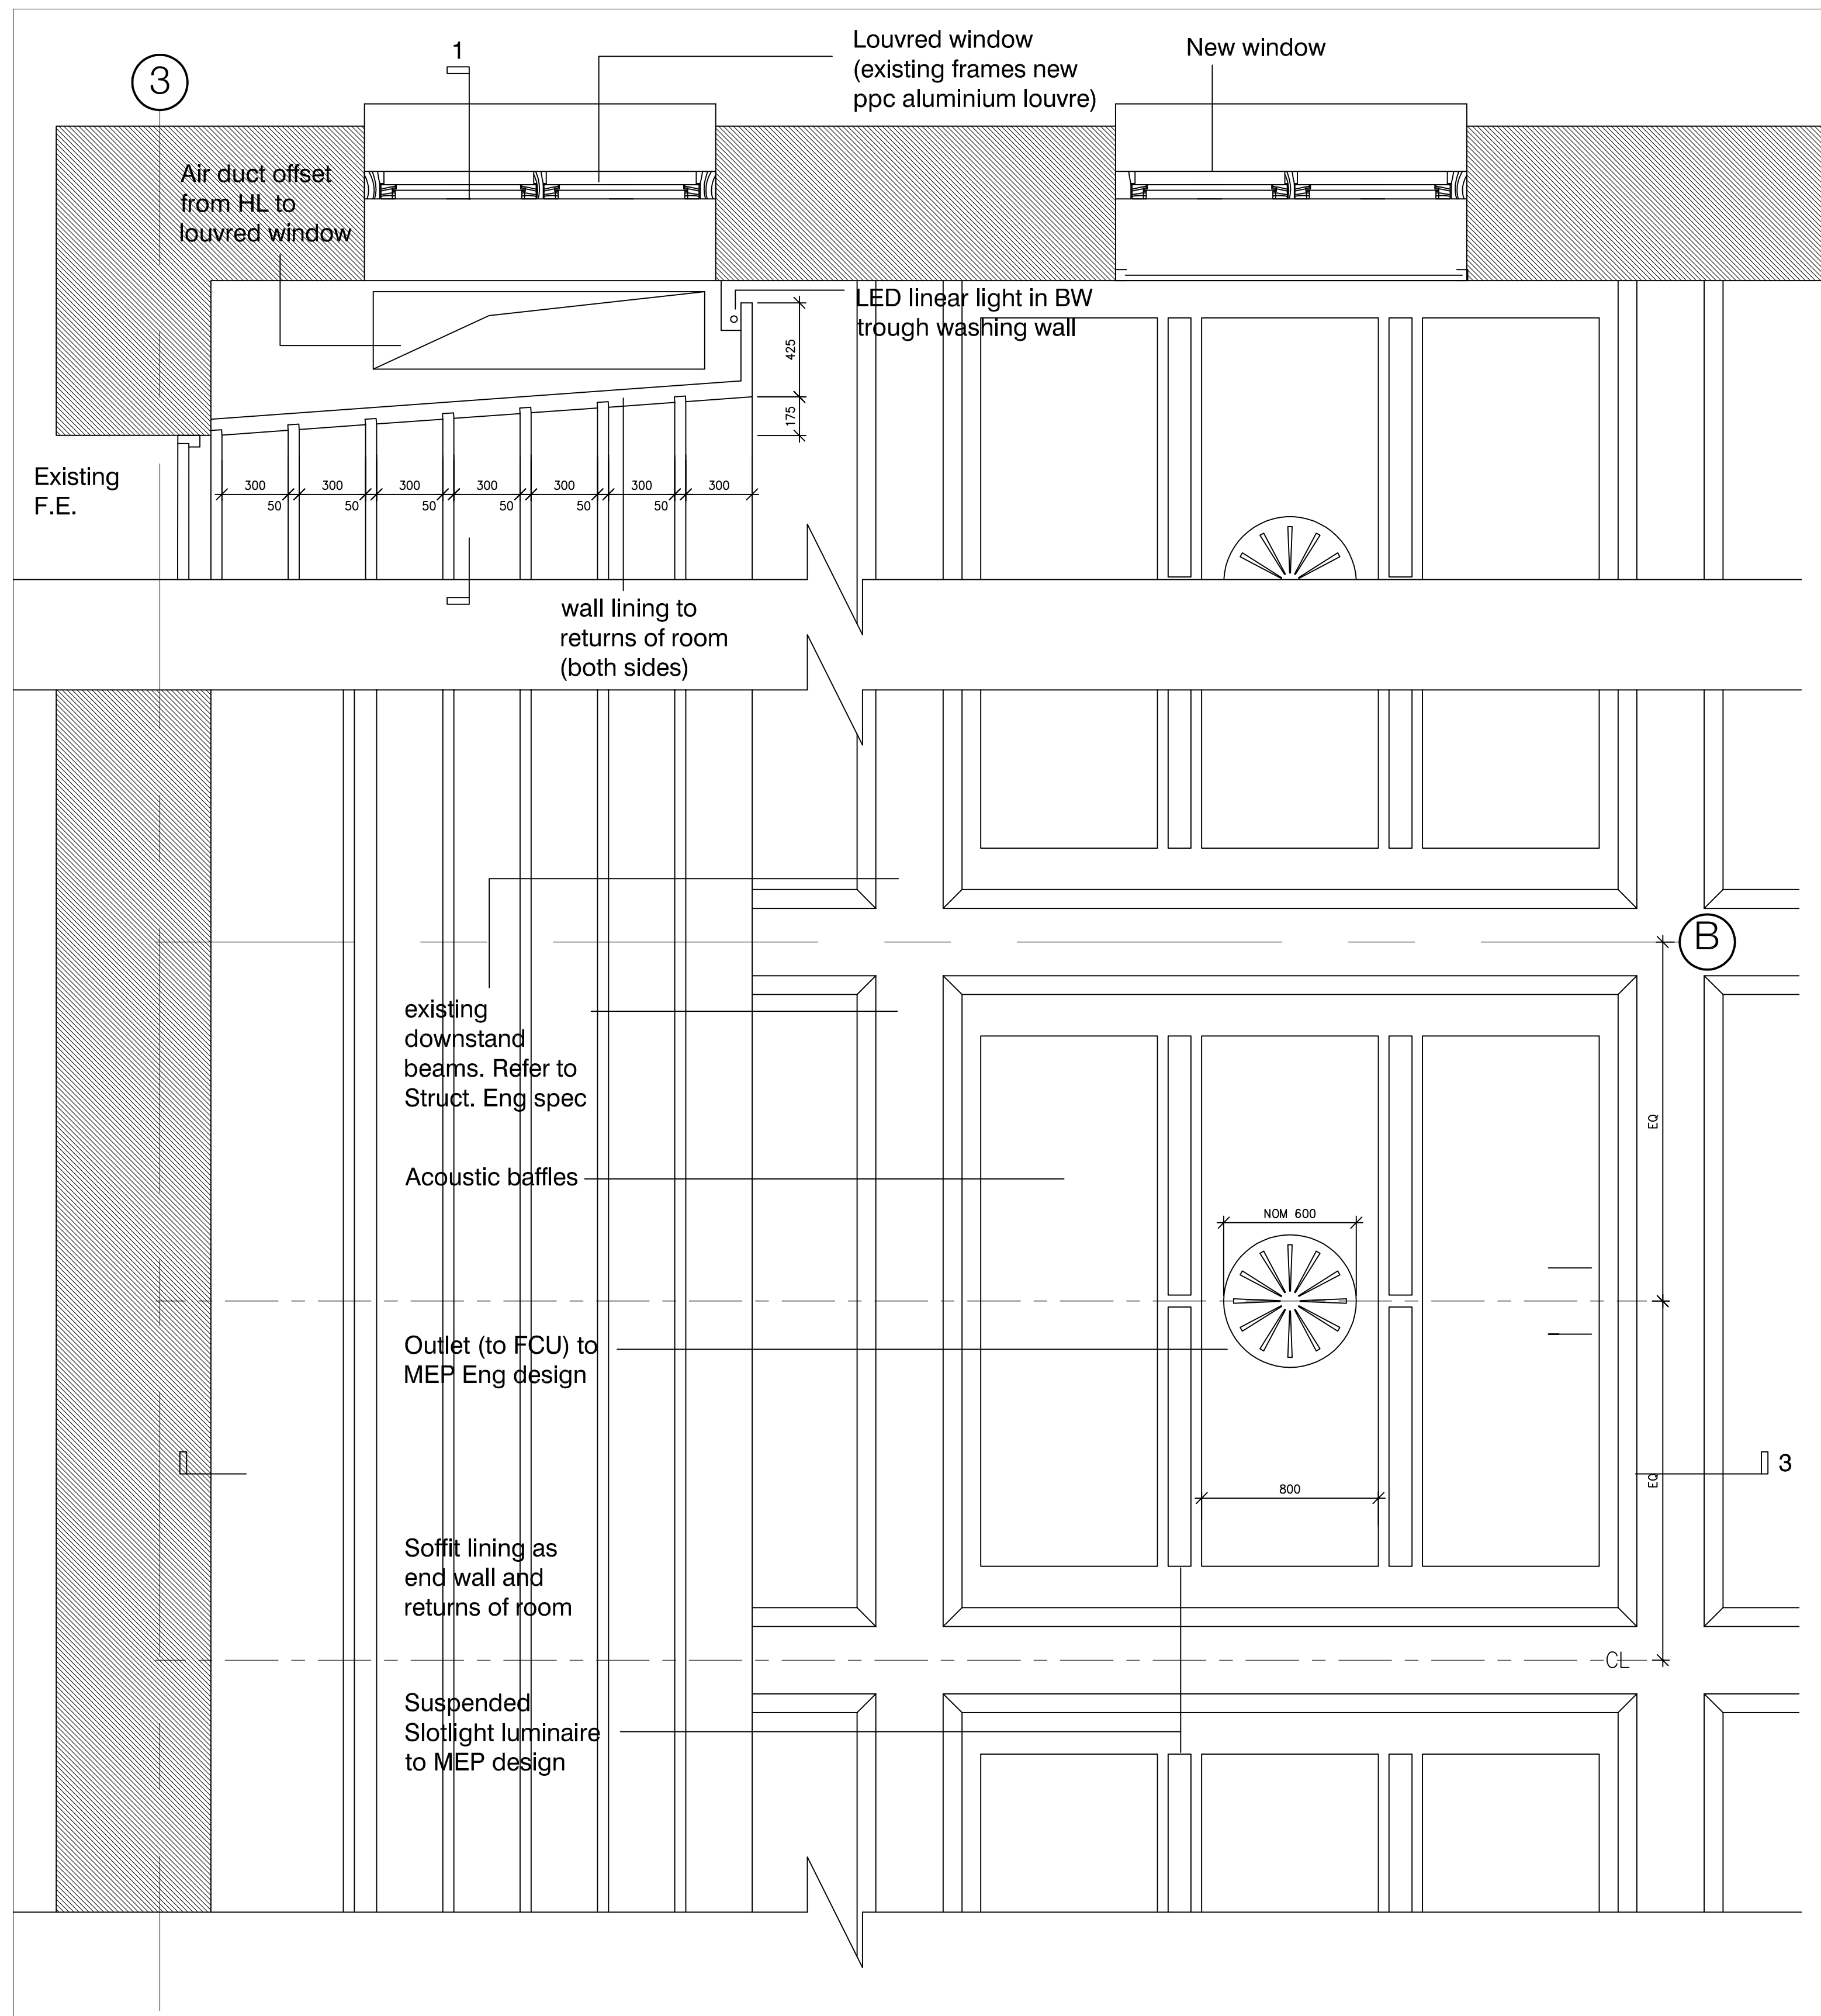 3
1
Louvred window
(existing frames new
ppc aluminium louvre)
New window
Air duct offset
from HL to
louvred window
LED linear light in BW
trough washing wall
425
175
Existing
F.E.
300 300 300 300 300 300 300
50 50 50 50 50 50
wall lining to
returns of room
(both sides)
B
existing
downstand
beams. Refer to
Struct. Eng spec
EQ
Acoustic baffles
NOM 600
Outlet (to FCU) to
MEP Eng design
3
EQ
800
Soffit lining as
end wall and
returns of room
CL
Suspended
Slotlight luminaire
to MEP design